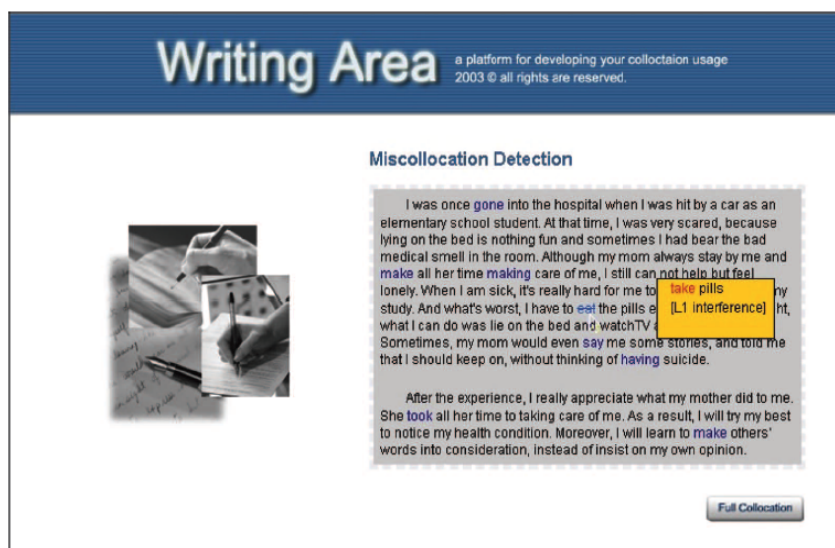 Writing Area
a platform for developing your colloctaion usage
2003 © all rights are reserved.
Miscollocation Detection
I was once gone into the hospital when I was hit by a car as an
elementary school student. At that time, I was very scared, because
lying on the bed is nothing fun and sometimes I had bear the bad
medical smell in the room. Although my mom always stay by me and
make all her time making care of me, I still can not help but feel
lonely. When I am sick, it's really hard for me to my
take pills
[L1 interference]
study. And what's worst, I have to eat the pills ht,
what I can do was lie on the bed and watchTV
Sometimes, my mom would even say me some stories, and told me
that I should keep on, without thinking of having suicide.
After the experience, I really appreciate what my mother did to me.
She took all her time to taking care of me. As a result, I will try my best
to notice my health condition. Moreover, I will learn to make others'
words into consideration, instead of insist on my own opinion.
Full Collocation